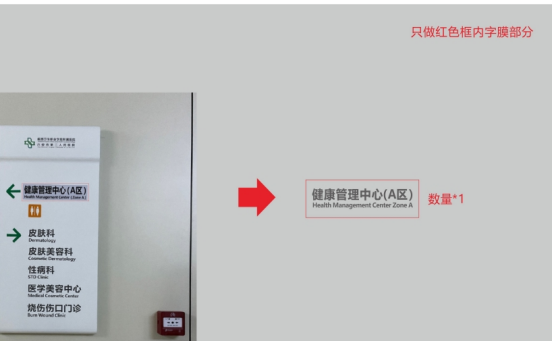 只做红色框内字膜部分
健康管理中心(A区)
Health Management Center (Zone A)
皮肤科
Dermatology
皮肤美容科
Cosmetic Dermatology
性病科
STD Clinic
医学美容中心
Medical Cosmetic Center
烧伤伤口门诊
Burn Wound Clinic
健康管理中心(A区)
Health Management Center Zone A
数量*1